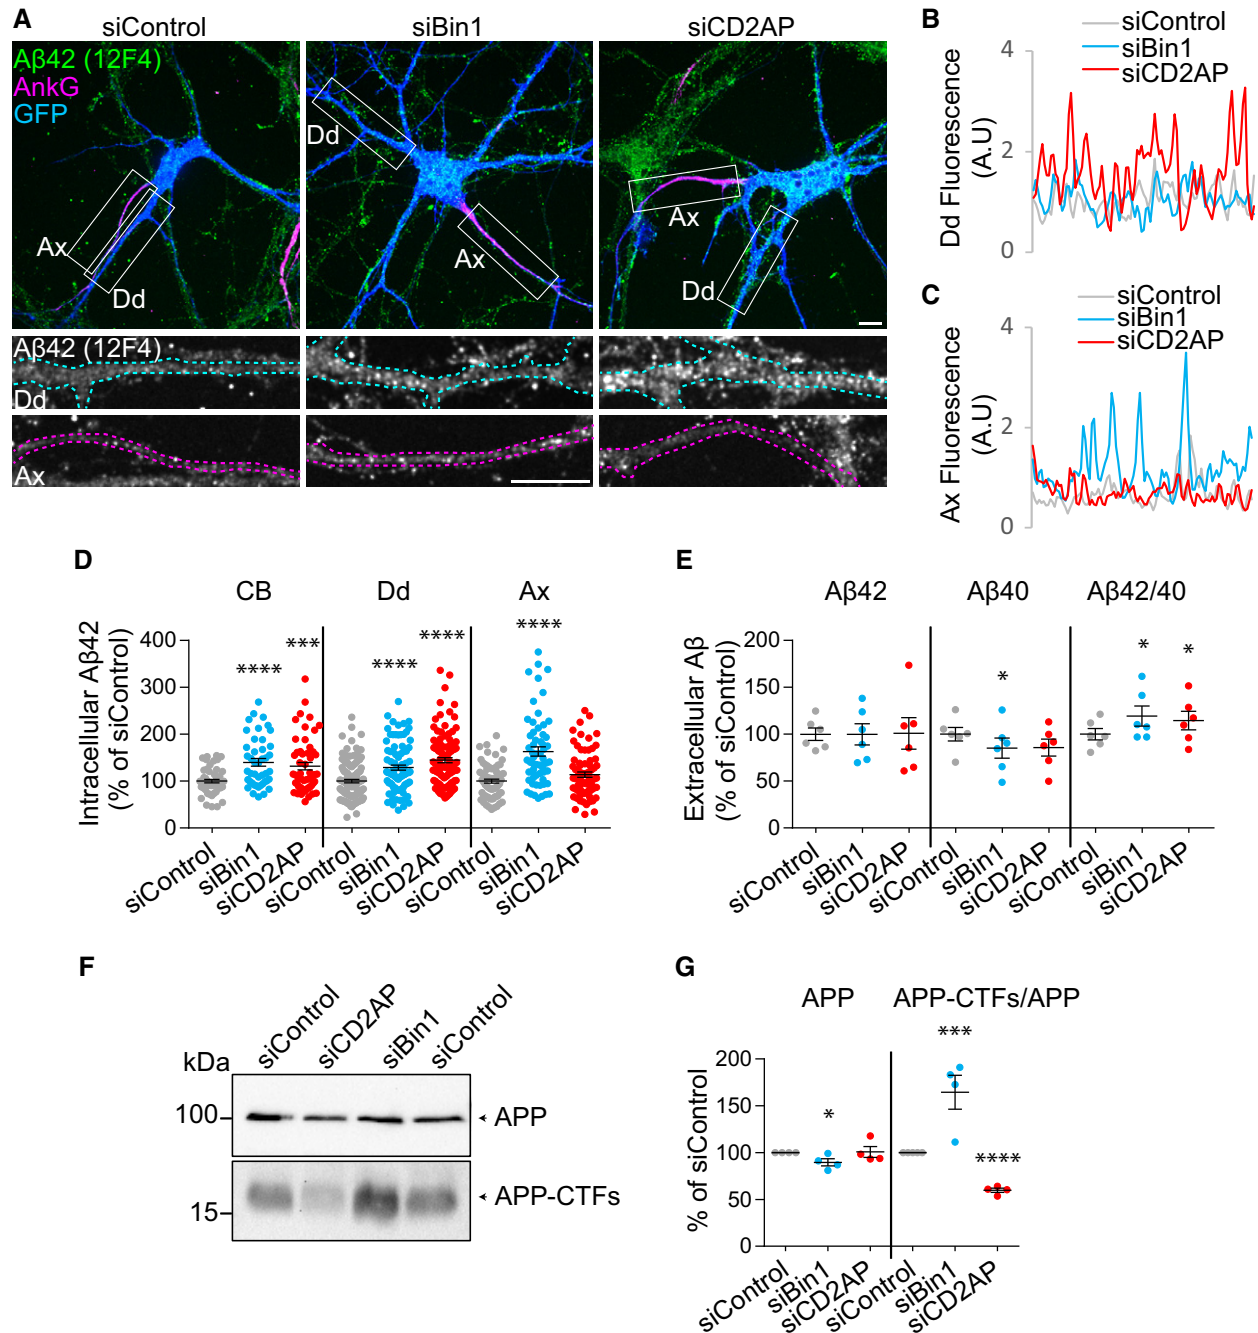 A
siControl
siBin1
siCD2AP
Aβ42 (12F4)
AnkG
GFP
Ax
Dd
Dd
Ax
Ax
Dd
Aβ42 (12F4)
Dd
Ax
B
siControl
siBin1
siCD2AP
Dd Fluorescence
(A.U)
4
2
0
C
siControl
siBin1
siCD2AP
Ax Fluorescence
(A.U)
4
2
0
D
CB
Dd
Ax
Intracellular Aβ42
(% of siControl)
400
300
200
100
0
****
***
****
****
****
siControl
siBin1
siCD2AP
siControl
siBin1
siCD2AP
siControl
siBin1
siCD2AP
E
Aβ42
Aβ40
Aβ42/40
Extracellular Aβ
(% of siControl)
200
150
100
50
0
*
*
*
siControl
siBin1
siCD2AP
siControl
siBin1
siCD2AP
siControl
siBin1
siCD2AP
F
siControl
siCD2AP
siBin1
siControl
kDa
100
APP
15
APP-CTFs
G
APP
APP-CTFs/APP
% of siControl
200
150
100
50
0
*
***
****
siControl
siBin1
siCD2AP
siControl
siBin1
siCD2AP